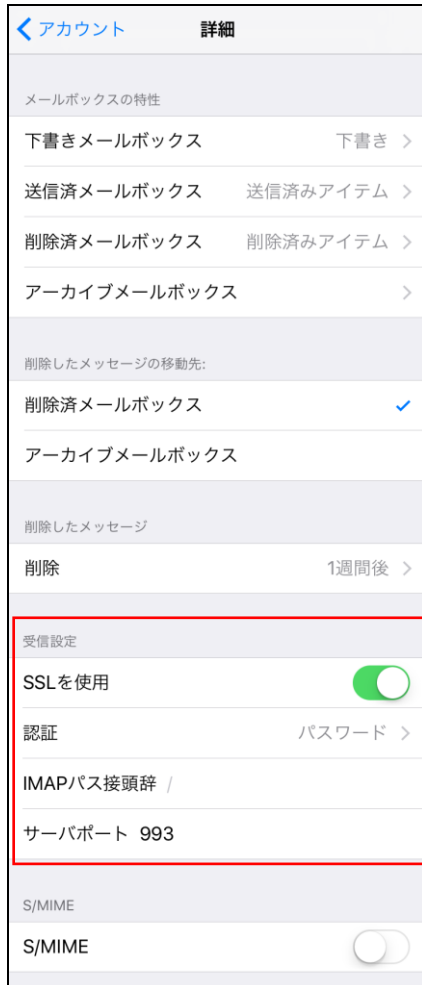 アカウント 詳細
メールボックスの特性
下書きメールボックス 下書き
送信済メールボックス 送信済みアイテム
削除済メールボックス 削除済みアイテム
アーカイブメールボックス
削除したメッセージの移動先:
削除済メールボックス
アーカイブメールボックス
削除したメッセージ
削除 1週間後
受信設定
SSLを使用
認証 パスワード
IMAPパス接頭辞 /
サーバポート 993
S/MIME
S/MIME